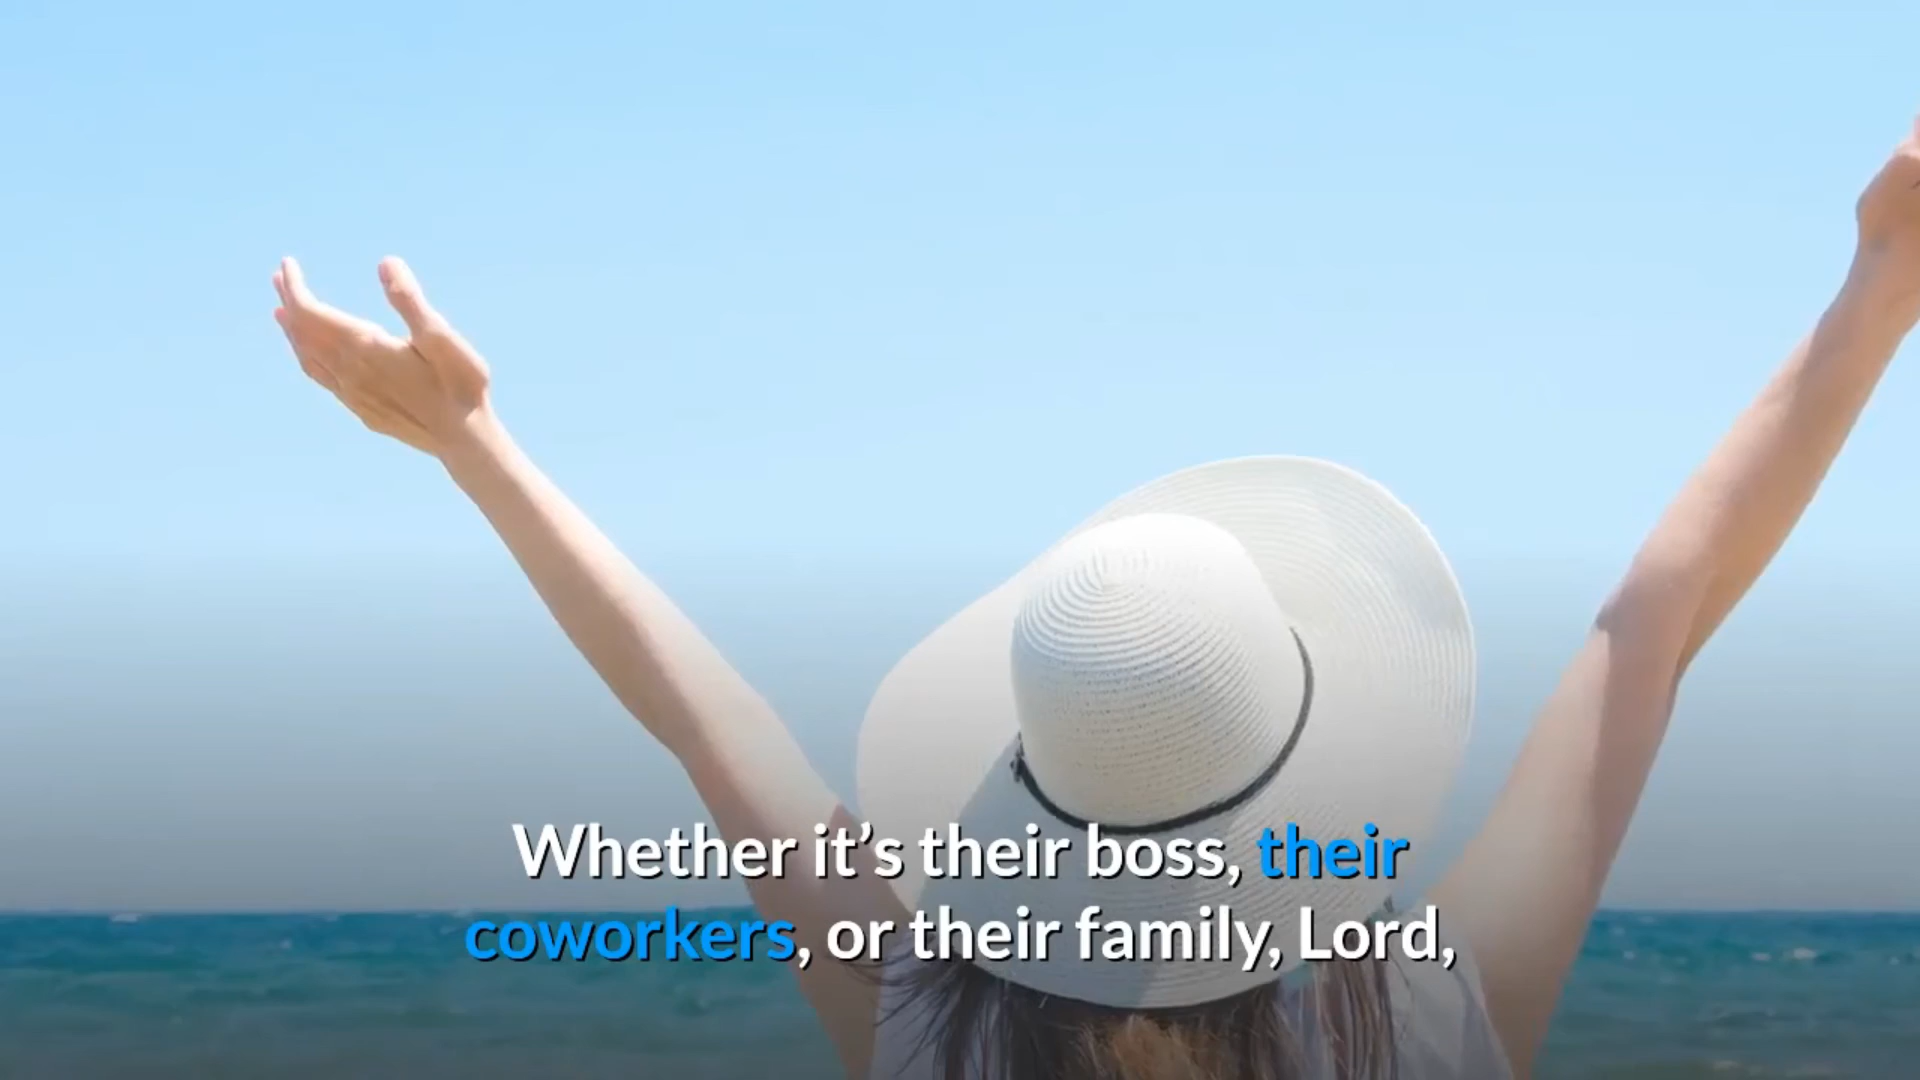 Whether it’s their boss, their
coworkers, or their family, Lord,